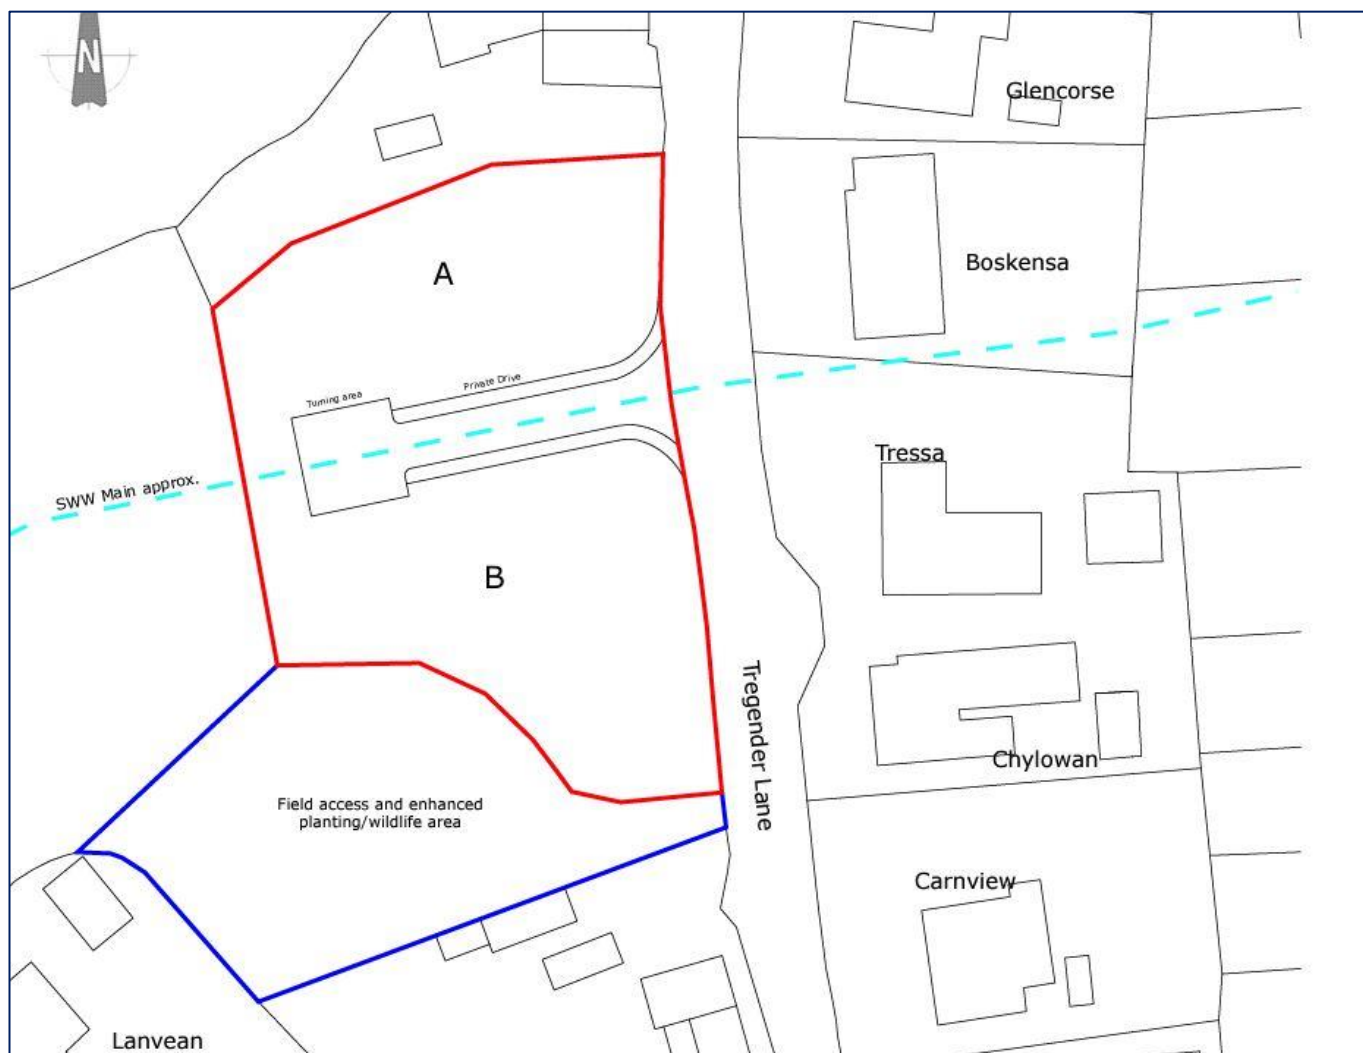 N
Glencorse
Boskensa
A
Private Drive
Turning area
Tressa
SWW Main approx.
B
Tregender Lane
Chylowan
Field access and enhanced
planting/wildlife area
Carnview
Lanvean